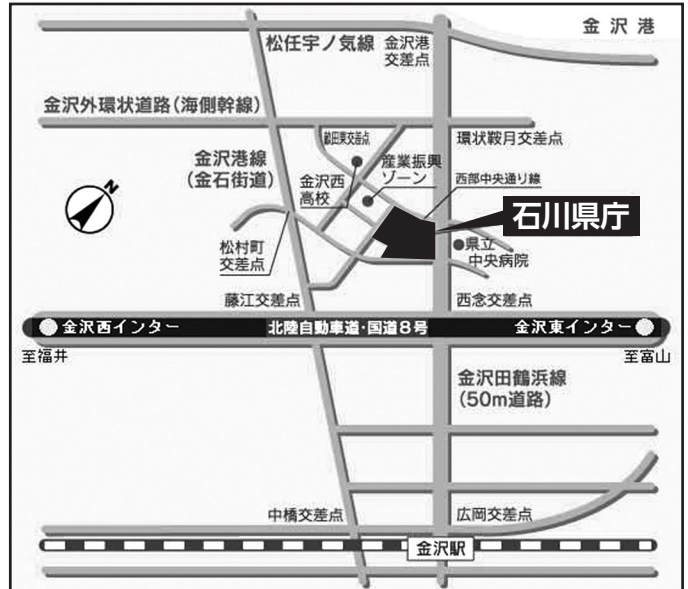 金沢港
松任宇ノ気線
金沢港
交差点
金沢外環状道路(海側幹線)
畝田東交差点
環状鞍月交差点
金沢港線
(金石街道)
産業振興
ゾーン
金沢西
高校
西部中央通り線
N
石川県庁
松村町
交差点
県立
中央病院
藤江交差点
西念交差点
金沢西インター
北陸自動車道・国道8号
金沢東インター
至福井
至富山
金沢田鶴浜線
(50m道路)
中橋交差点
広岡交差点
金沢駅